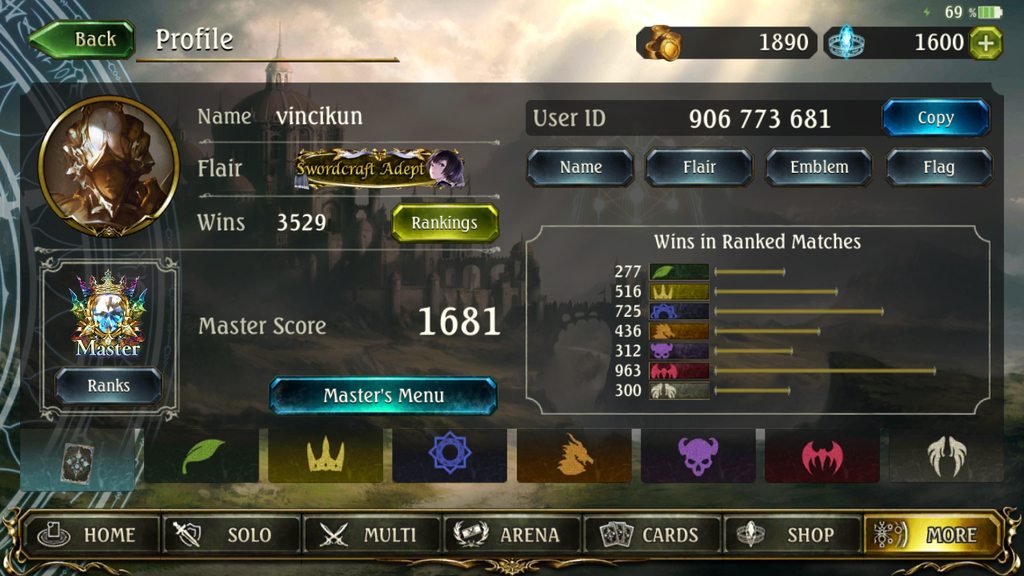 69 %
Back
Profile
1890
1600
Name vincikun
User ID 906 773 681 Copy
Flair Swordcraft Adept
Name Flair Emblem Flag
Wins 3529 Rankings
Wins in Ranked Matches
277
516
725
436
312
963
300
Master
Ranks
Master Score 1681
Master's Menu
HOME SOLO MULTI ARENA CARDS SHOP MORE